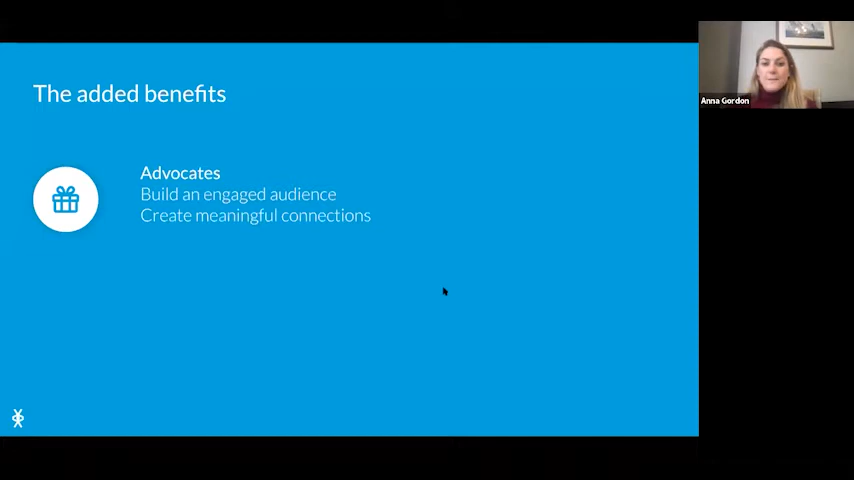 The added benefits
Advocates
Build an engaged audience
Create meaningful connections
Anna Gordon